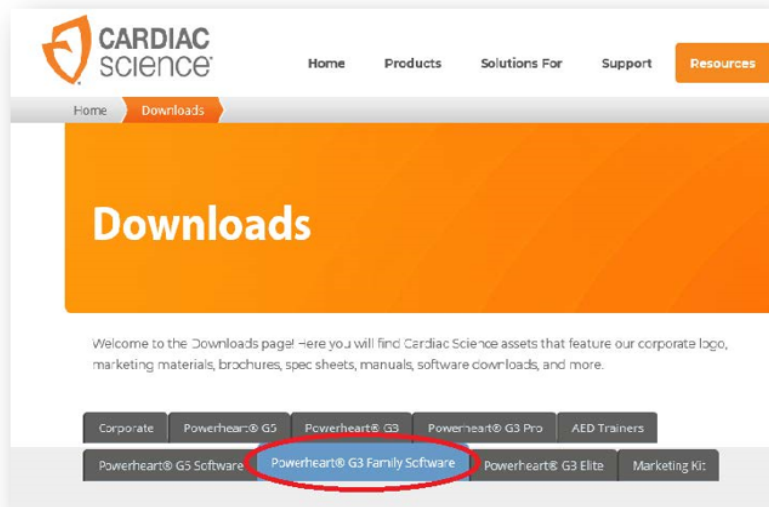 CARDIAC
SCIENCE
Home Products Solutions For Support Resources
Home Downloads
Downloads
Welcome to the Downloads page! Here you will find Cardiac Science assets that feature our corporate logo,
marketing materials, brochures, spec sheets, manuals, software downloads, and more.
Corporate Powerheart® G5 Powerheart® G3 Powerheart® G3 Pro AED Trainers
Powerheart® G5 Software Powerheart® G3 Family Software Powerheart® G3 Elite Marketing Kit